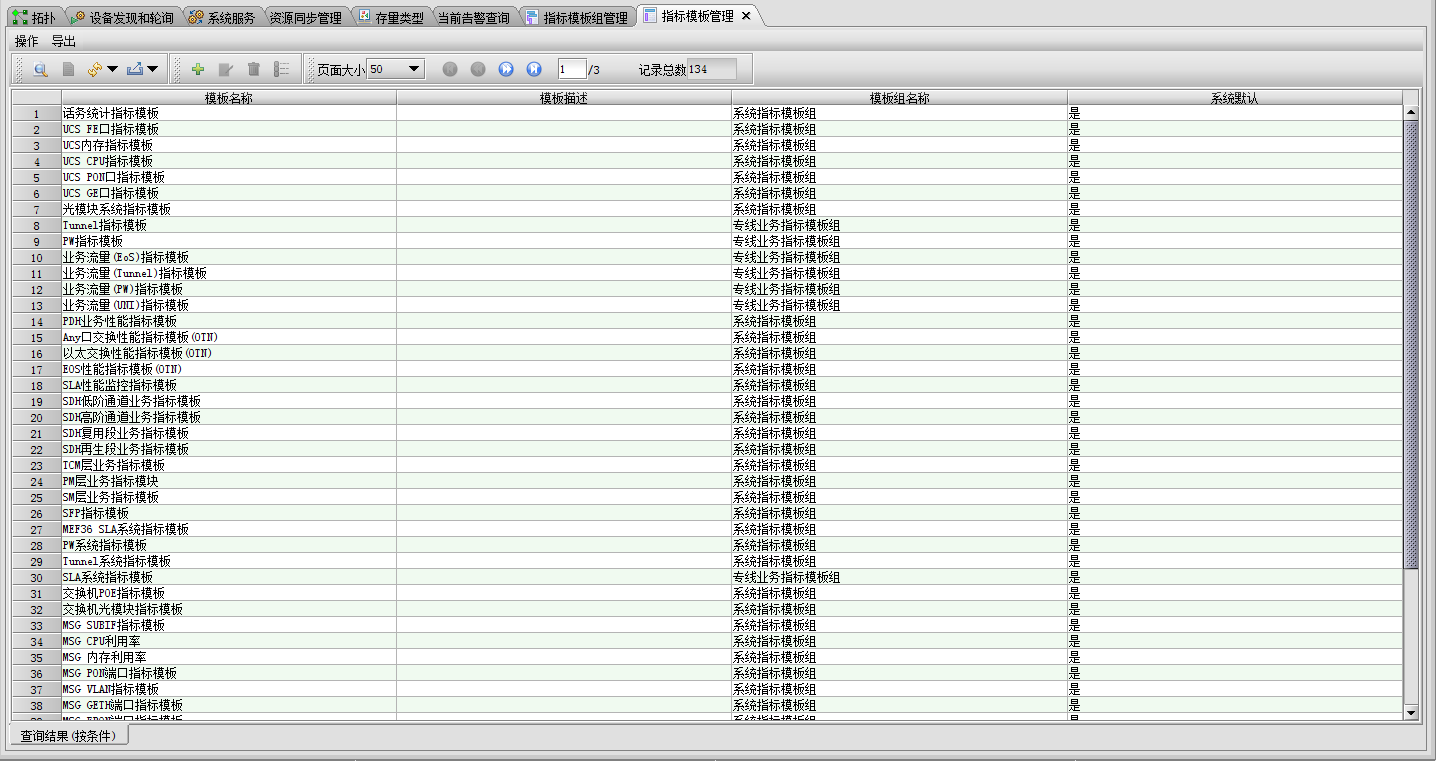 拓扑 设备发现和轮询 系统服务 资源同步管理 存量类型 当前告警查询 指标模板组管理 指标模板管理
操作 导出
页面大小 50 1 /3 记录总数 134
模板名称 模板描述 模板组名称 系统默认
1 话务统计指标模板 系统指标模板组 是
2 UCS FE口指标模板 系统指标模板组 是
3 UCS内存指标模板 系统指标模板组 是
4 UCS CPU指标模板 系统指标模板组 是
5 UCS PON口指标模板 系统指标模板组 是
6 UCS GE口指标模板 系统指标模板组 是
7 光模块系统指标模板 系统指标模板组 是
8 Tunnel指标模板 专线业务指标模板组 是
9 PW指标模板 专线业务指标模板组 是
10 业务流量(EoS)指标模板 专线业务指标模板组 是
11 业务流量(Tunnel)指标模板 专线业务指标模板组 是
12 业务流量(PW)指标模板 专线业务指标模板组 是
13 业务流量(UNI)指标模板 专线业务指标模板组 是
14 PDH业务性能指标模板 系统指标模板组 是
15 Any口交换性能指标模板(OTN) 系统指标模板组 是
16 以太交换性能指标模板(OTN) 系统指标模板组 是
17 EOS性能指标模板(OTN) 系统指标模板组 是
18 SLA性能监控指标模板 系统指标模板组 是
19 SDH低阶通道业务指标模板 系统指标模板组 是
20 SDH高阶通道业务指标模板 系统指标模板组 是
21 SDH复用段业务指标模板 系统指标模板组 是
22 SDH再生段业务指标模板 系统指标模板组 是
23 TCM层业务指标模板 系统指标模板组 是
24 PM层业务指标模块 系统指标模板组 是
25 SM层业务指标模板 系统指标模板组 是
26 SFP指标模板 系统指标模板组 是
27 MEF36 SLA系统指标模板 系统指标模板组 是
28 PW系统指标模板 系统指标模板组 是
29 Tunnel系统指标模板 系统指标模板组 是
30 SLA系统指标模板 专线业务指标模板组 是
31 交换机POE指标模板 系统指标模板组 是
32 交换机光模块指标模板 系统指标模板组 是
33 MSG SUBIF指标模板 系统指标模板组 是
34 MSG CPU利用率 系统指标模板组 是
35 MSG 内存利用率 系统指标模板组 是
36 MSG PON端口指标模板 系统指标模板组 是
37 MSG VLAN指标模板 系统指标模板组 是
38 MSG GETH端口指标模板 系统指标模板组 是
39 MSG EPON端口指标模板 系统指标模板组 是
查询结果(按条件)